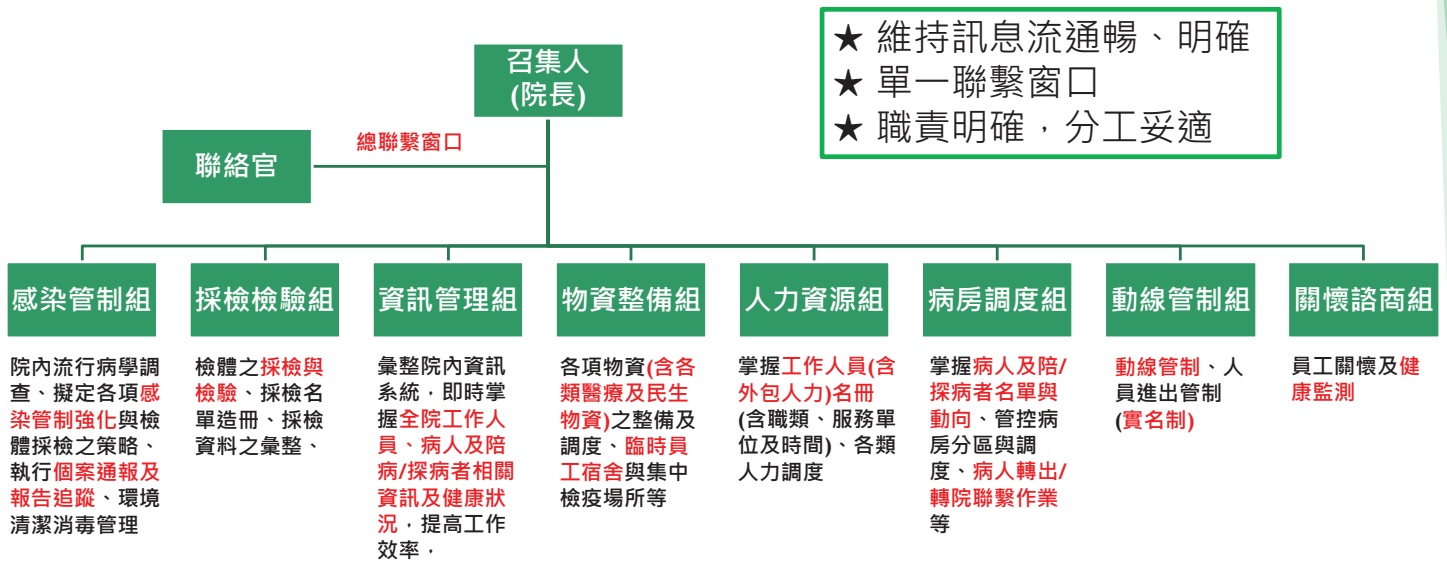 ★ 維持訊息流通暢、明確
★ 單一聯繫窗口
★ 職責明確，分工妥適
召集人
(院長)
總聯繫窗口
聯絡官
感染管制組
院內流行病學調
查、擬定各項感
染管制強化與檢
體採檢之策略、
執行個案通報及
報告追蹤、環境
清潔消毒管理
採檢檢驗組
檢體之採檢與
檢驗、採檢名
單造冊、採檢
資料之彙整、
資訊管理組
彙整院內資訊
系統，即時掌
握全院工作人
員、病人及陪
病/探病者相關
資訊及健康狀
況，提高工作
效率，
物資整備組
各項物資(含各
類醫療及民生
物資)之整備及
調度、臨時員
工宿舍與集中
檢疫場所等
人力資源組
掌握工作人員(含
外包人力)名冊
(含職類、服務單
位及時間)、各類
人力調度
病房調度組
掌握病人及陪/
探病者名單與
動向、管控病
房分區與調
度、病人轉出/
轉院聯繫作業
等
動線管制組
動線管制、人
員進出管制
(實名制)
關懷諮商組
員工關懷及健
康監測